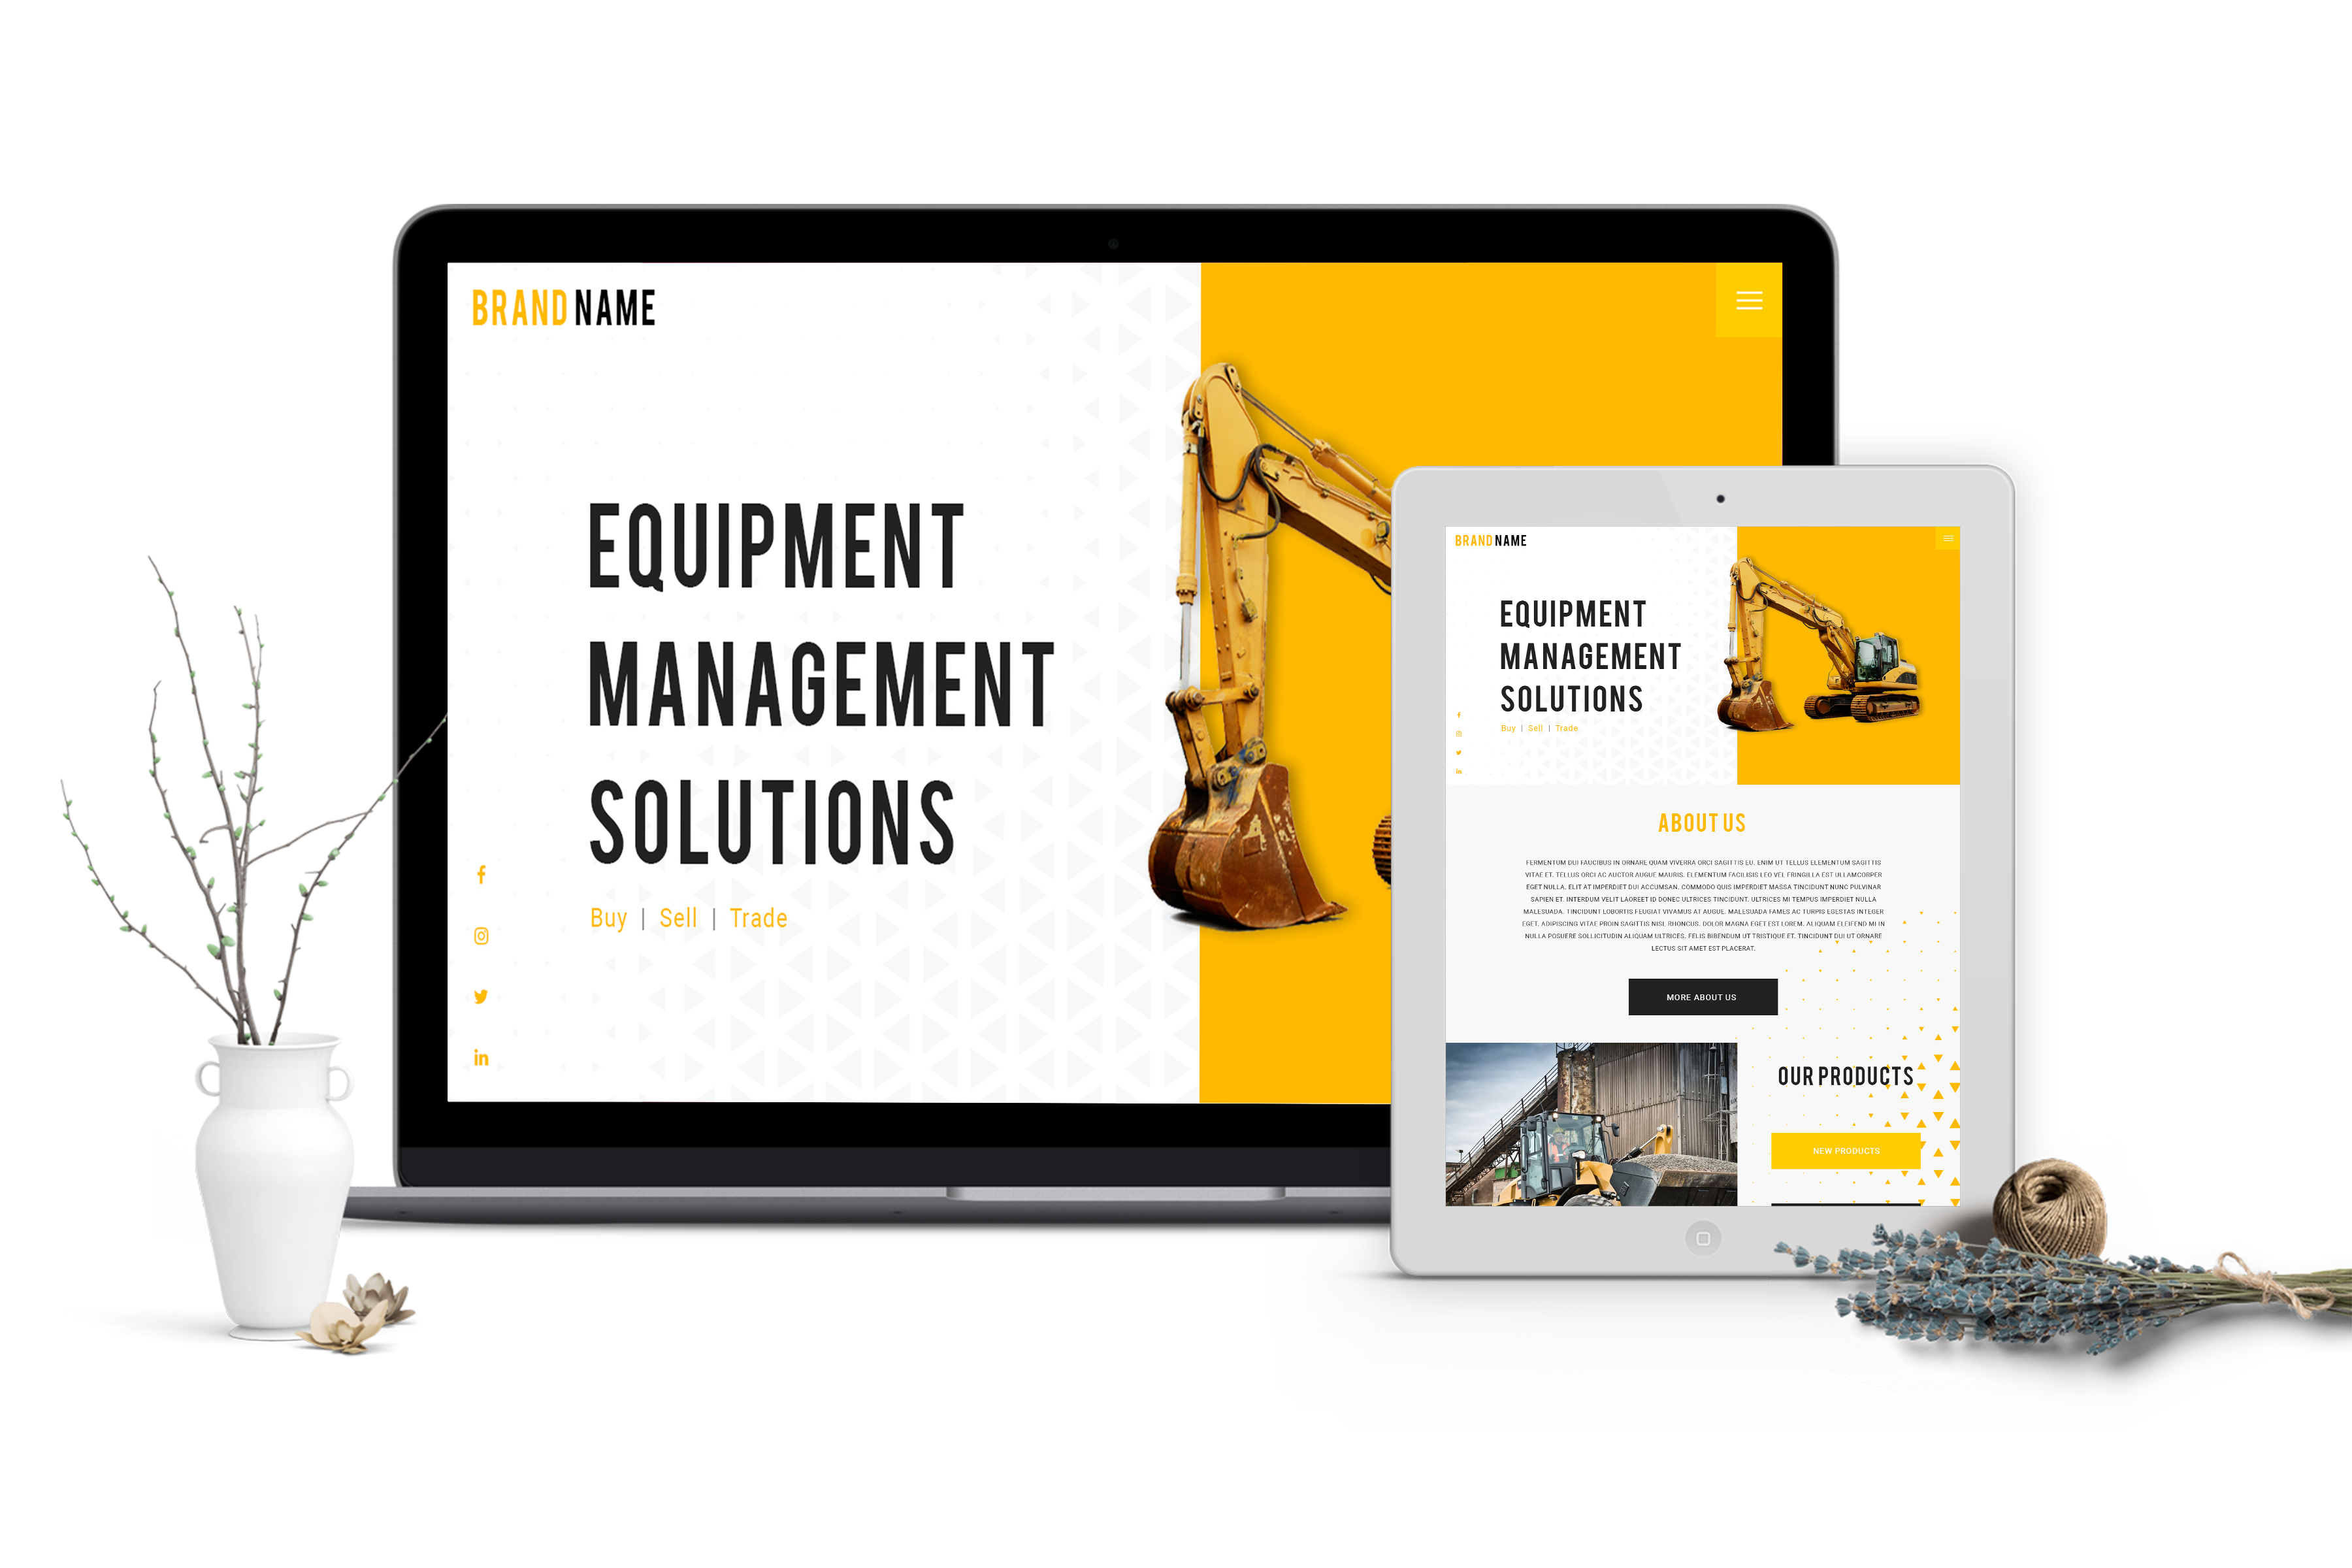 BRAND NAME
EQUIPMENT
MANAGEMENT
SOLUTIONS
Buy | Sell | Trade
BRAND NAME
EQUIPMENT
MANAGEMENT
SOLUTIONS
Buy | Sell | Trade
ABOUT US
FERMENTUM DUI FAUCIBUS IN ORNARE QUAM VIVERRA ORCI SAGITTIS EU. ENIM UT TELLUS ELEMENTUM SAGITTIS
VITAE ET. TELLUS ORCI AC AUCTOR AUGUE MAURIS. ELEMENTUM FACILISIS LEO VEL FRINGILLA EST ULLAMCORPER
EGET NULLA. ELIT AT IMPERDIET DUI ACCUMSAN. COMMODO QUIS IMPERDIET MASSA TINCIDUNT NUNC PULVINAR
SAPIEN ET. INTERDUM VELIT LAOREET ID DONEC ULTRICES TINCIDUNT. ULTRICES MI TEMPUS IMPERDIET NULLA
MALESUADA. TINCIDUNT LOBORTIS FEUGIAT VIVAMUS AT AUGUE. MALESUADA FAMES AC TURPIS EGESTAS INTEGER
EGET. ADIPISCING VITAE PROIN SAGITTIS NISL RHONCUS. DOLOR MAGNA EGET EST LOREM. ALIQUAM ELEIFEND MI IN
NULLA POSUERE SOLLICITUDIN ALIQUAM ULTRICES. FELIS BIBENDUM UT TRISTIQUE ET. TINCIDUNT DUI UT ORNARE
LECTUS SIT AMET EST PLACERAT.
MORE ABOUT US
OUR PRODUCTS
NEW PRODUCTS